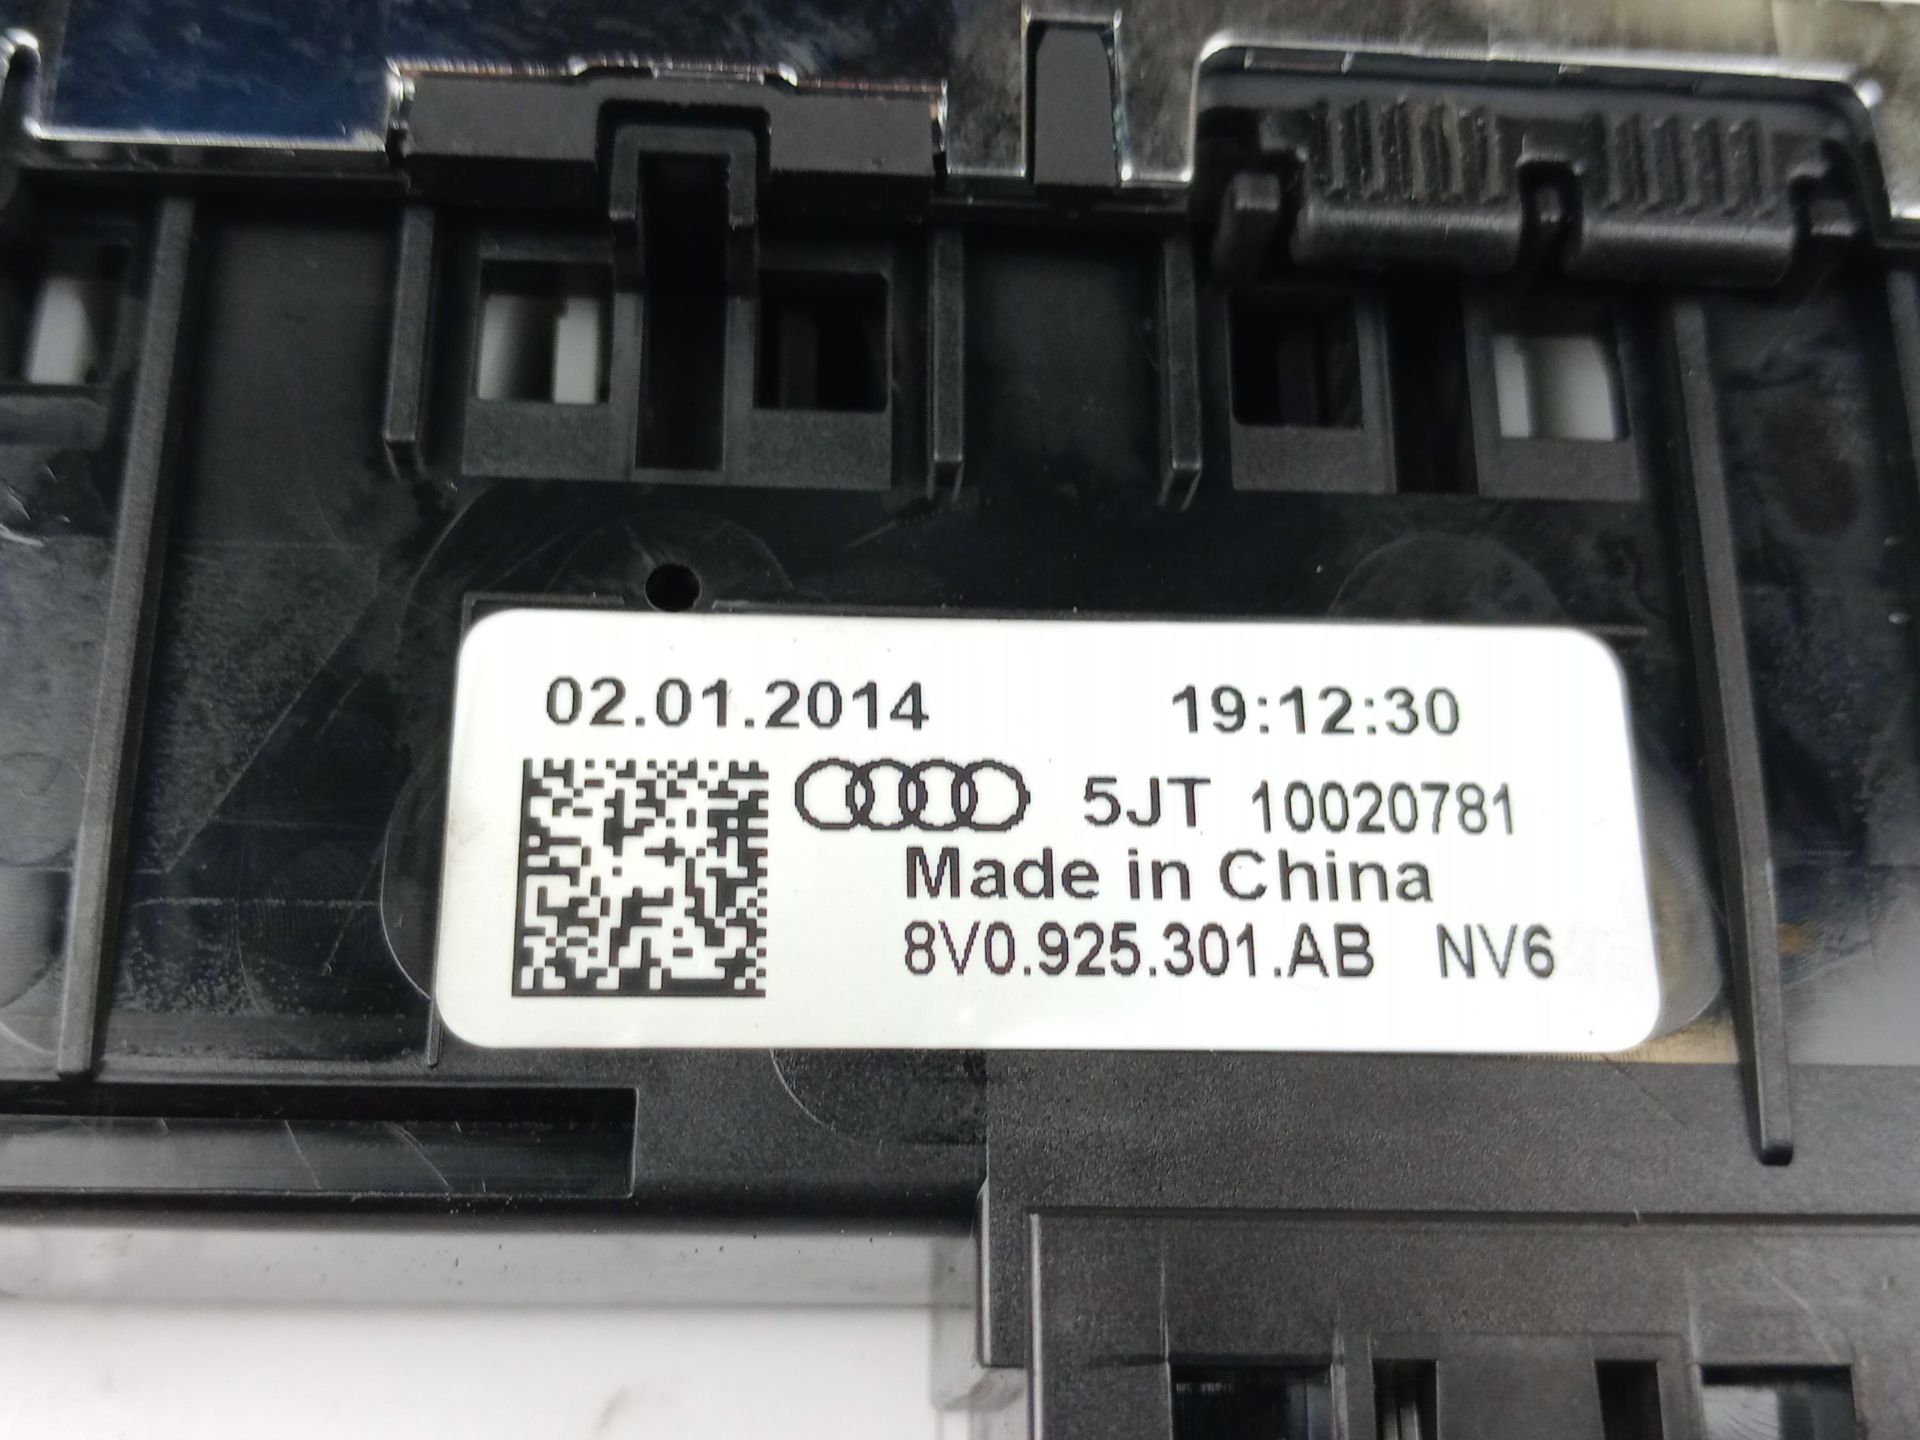 02.01.2014 19:12:30
5JT 10020781
Made in China
8V0.925.301.AB NV6